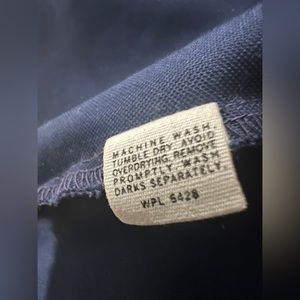 MACHINE WASH.
TUMBLE DRY. AVOID
OVERDRYING. REMOVE
PROMPTLY. WASH
DARKS SEPARATELY.
WPL 5428